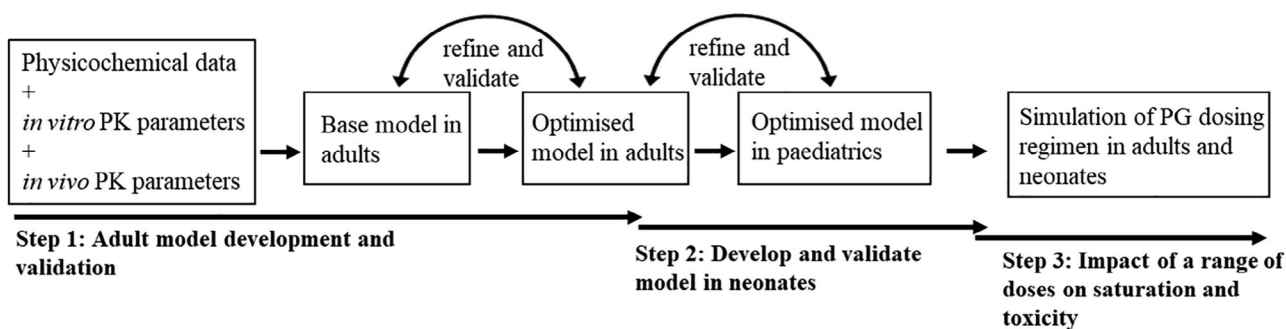 Physicochemical data
+
in vitro PK parameters
+
in vivo PK parameters
Base model in
adults
refine and
validate
Optimised
model in adults
refine and
validate
Optimised model
in paediatrics
Simulation of PG dosing
regimen in adults and
neonates
Step 1: Adult model development and
validation
Step 2: Develop and validate
model in neonates
Step 3: Impact of a range of
doses on saturation and
toxicity